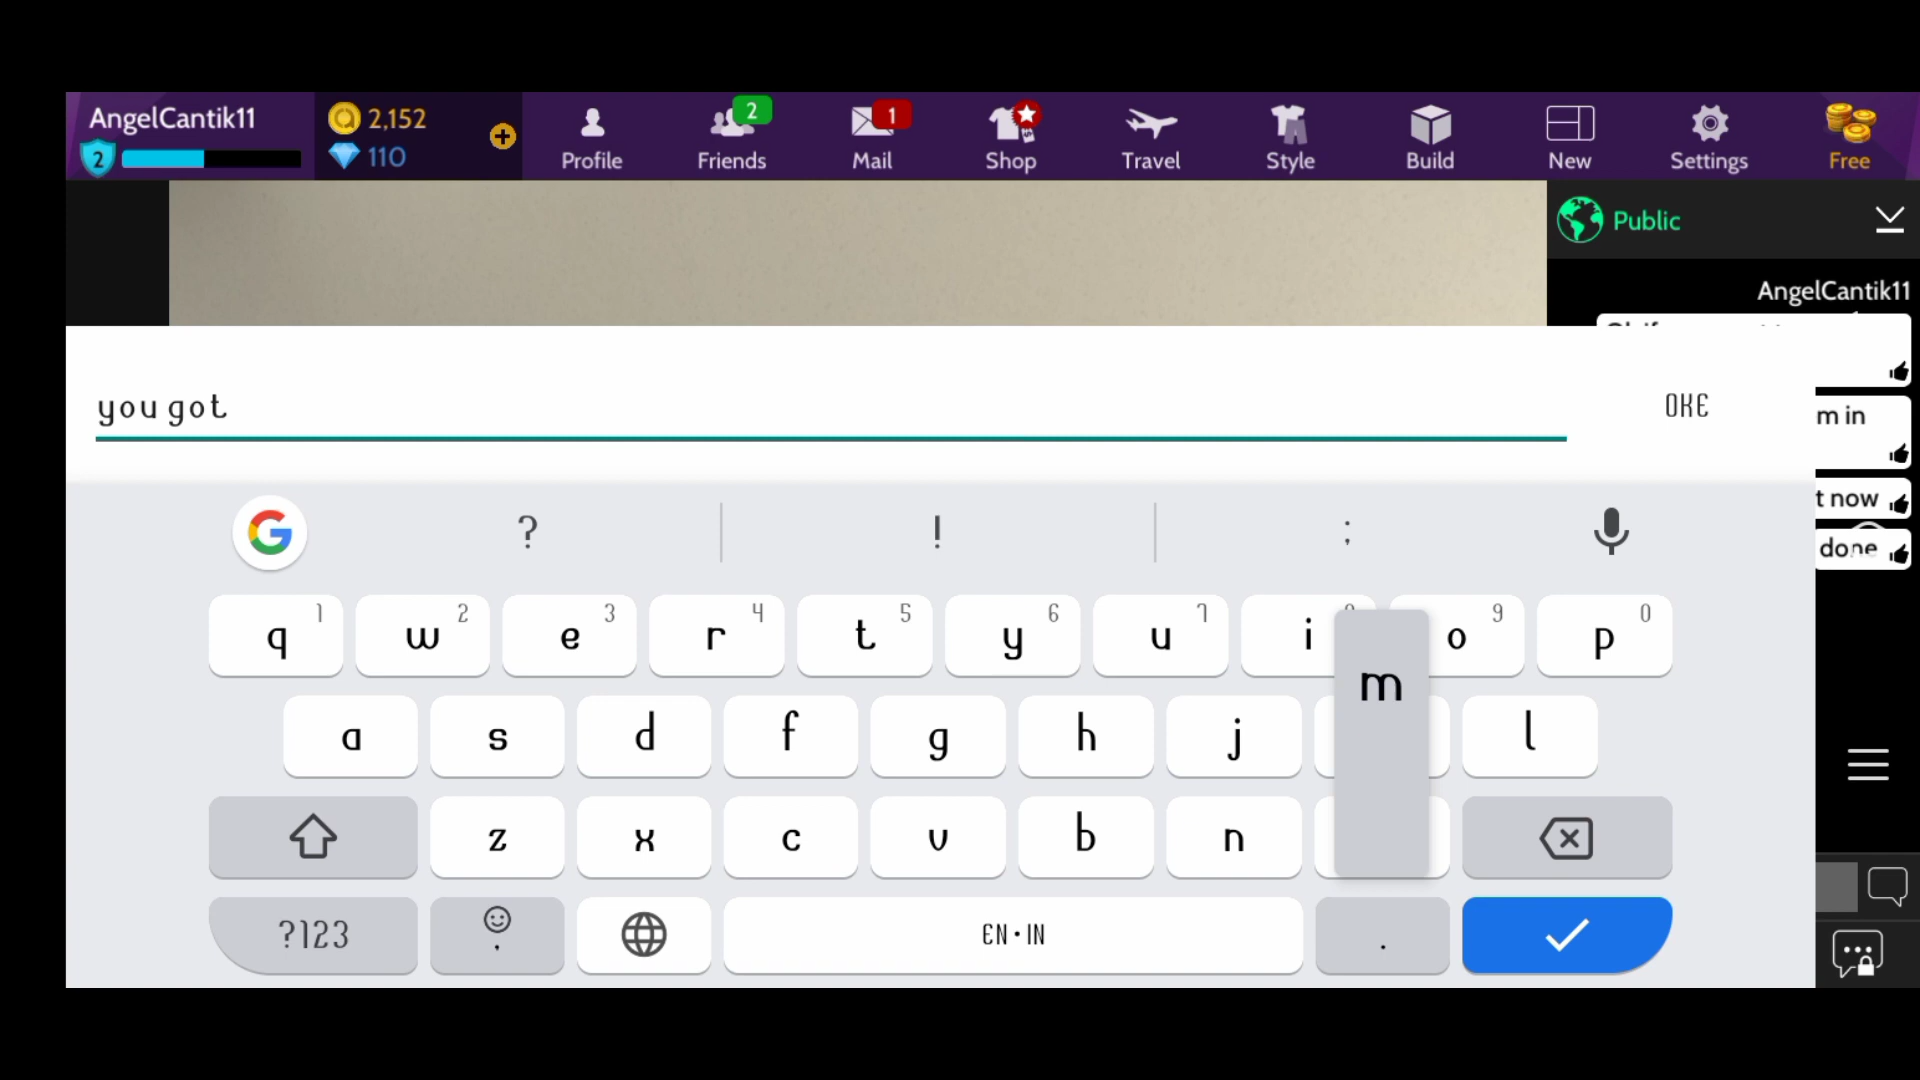 AngelCantik11
2
2,152
110
Profile
2
Friends
1
Mail
Shop
Travel
Style
Build
New
Settings
Free
Public
AngelCantik11
m in
t now
done
you got
OKE
? ! ;
q 1 w 2 e 3 r 4 t 5 y 6 u 7 i o 9 p 0
a s d f g h j l
z x c v b n m
?123 , EN • IN .